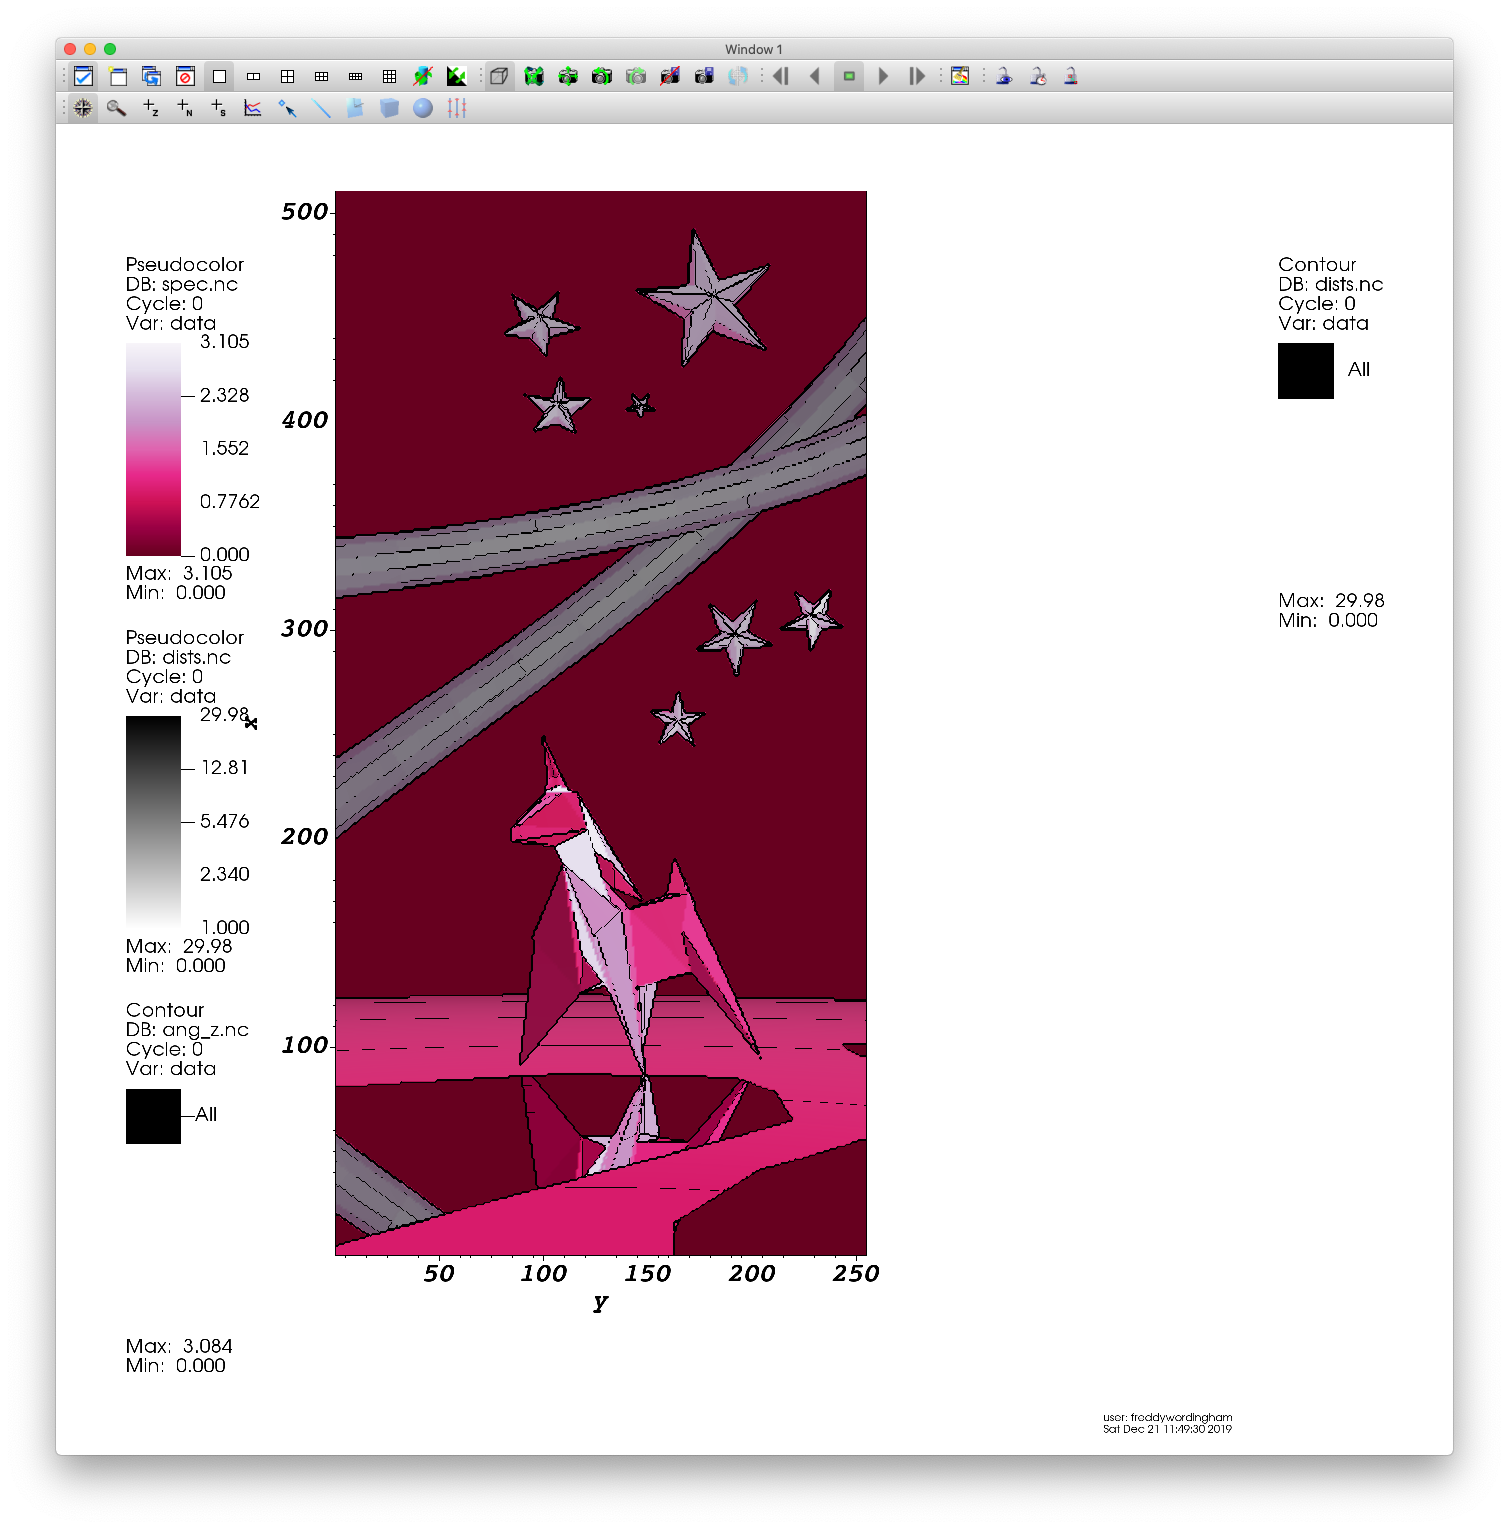 Window 1
Pseudocolor
DB: spec.nc
Cycle: 0
Var: data
3.105
2.328
1.552
0.7762
0.000
Max: 3.105
Min: 0.000
Pseudocolor
DB: dists.nc
Cycle: 0
Var: data
29.98
12.81
5.476
2.340
1.000
Max: 29.98
Min: 0.000
Contour
DB: ang_z.nc
Cycle: 0
Var: data
All
Max: 3.084
Min: 0.000
500
400
300
200
100
50 100 150 200 250
y
Contour
DB: dists.nc
Cycle: 0
Var: data
All
Max: 29.98
Min: 0.000
user: freddywordingham
Sat Dec 21 11:49:30 2019